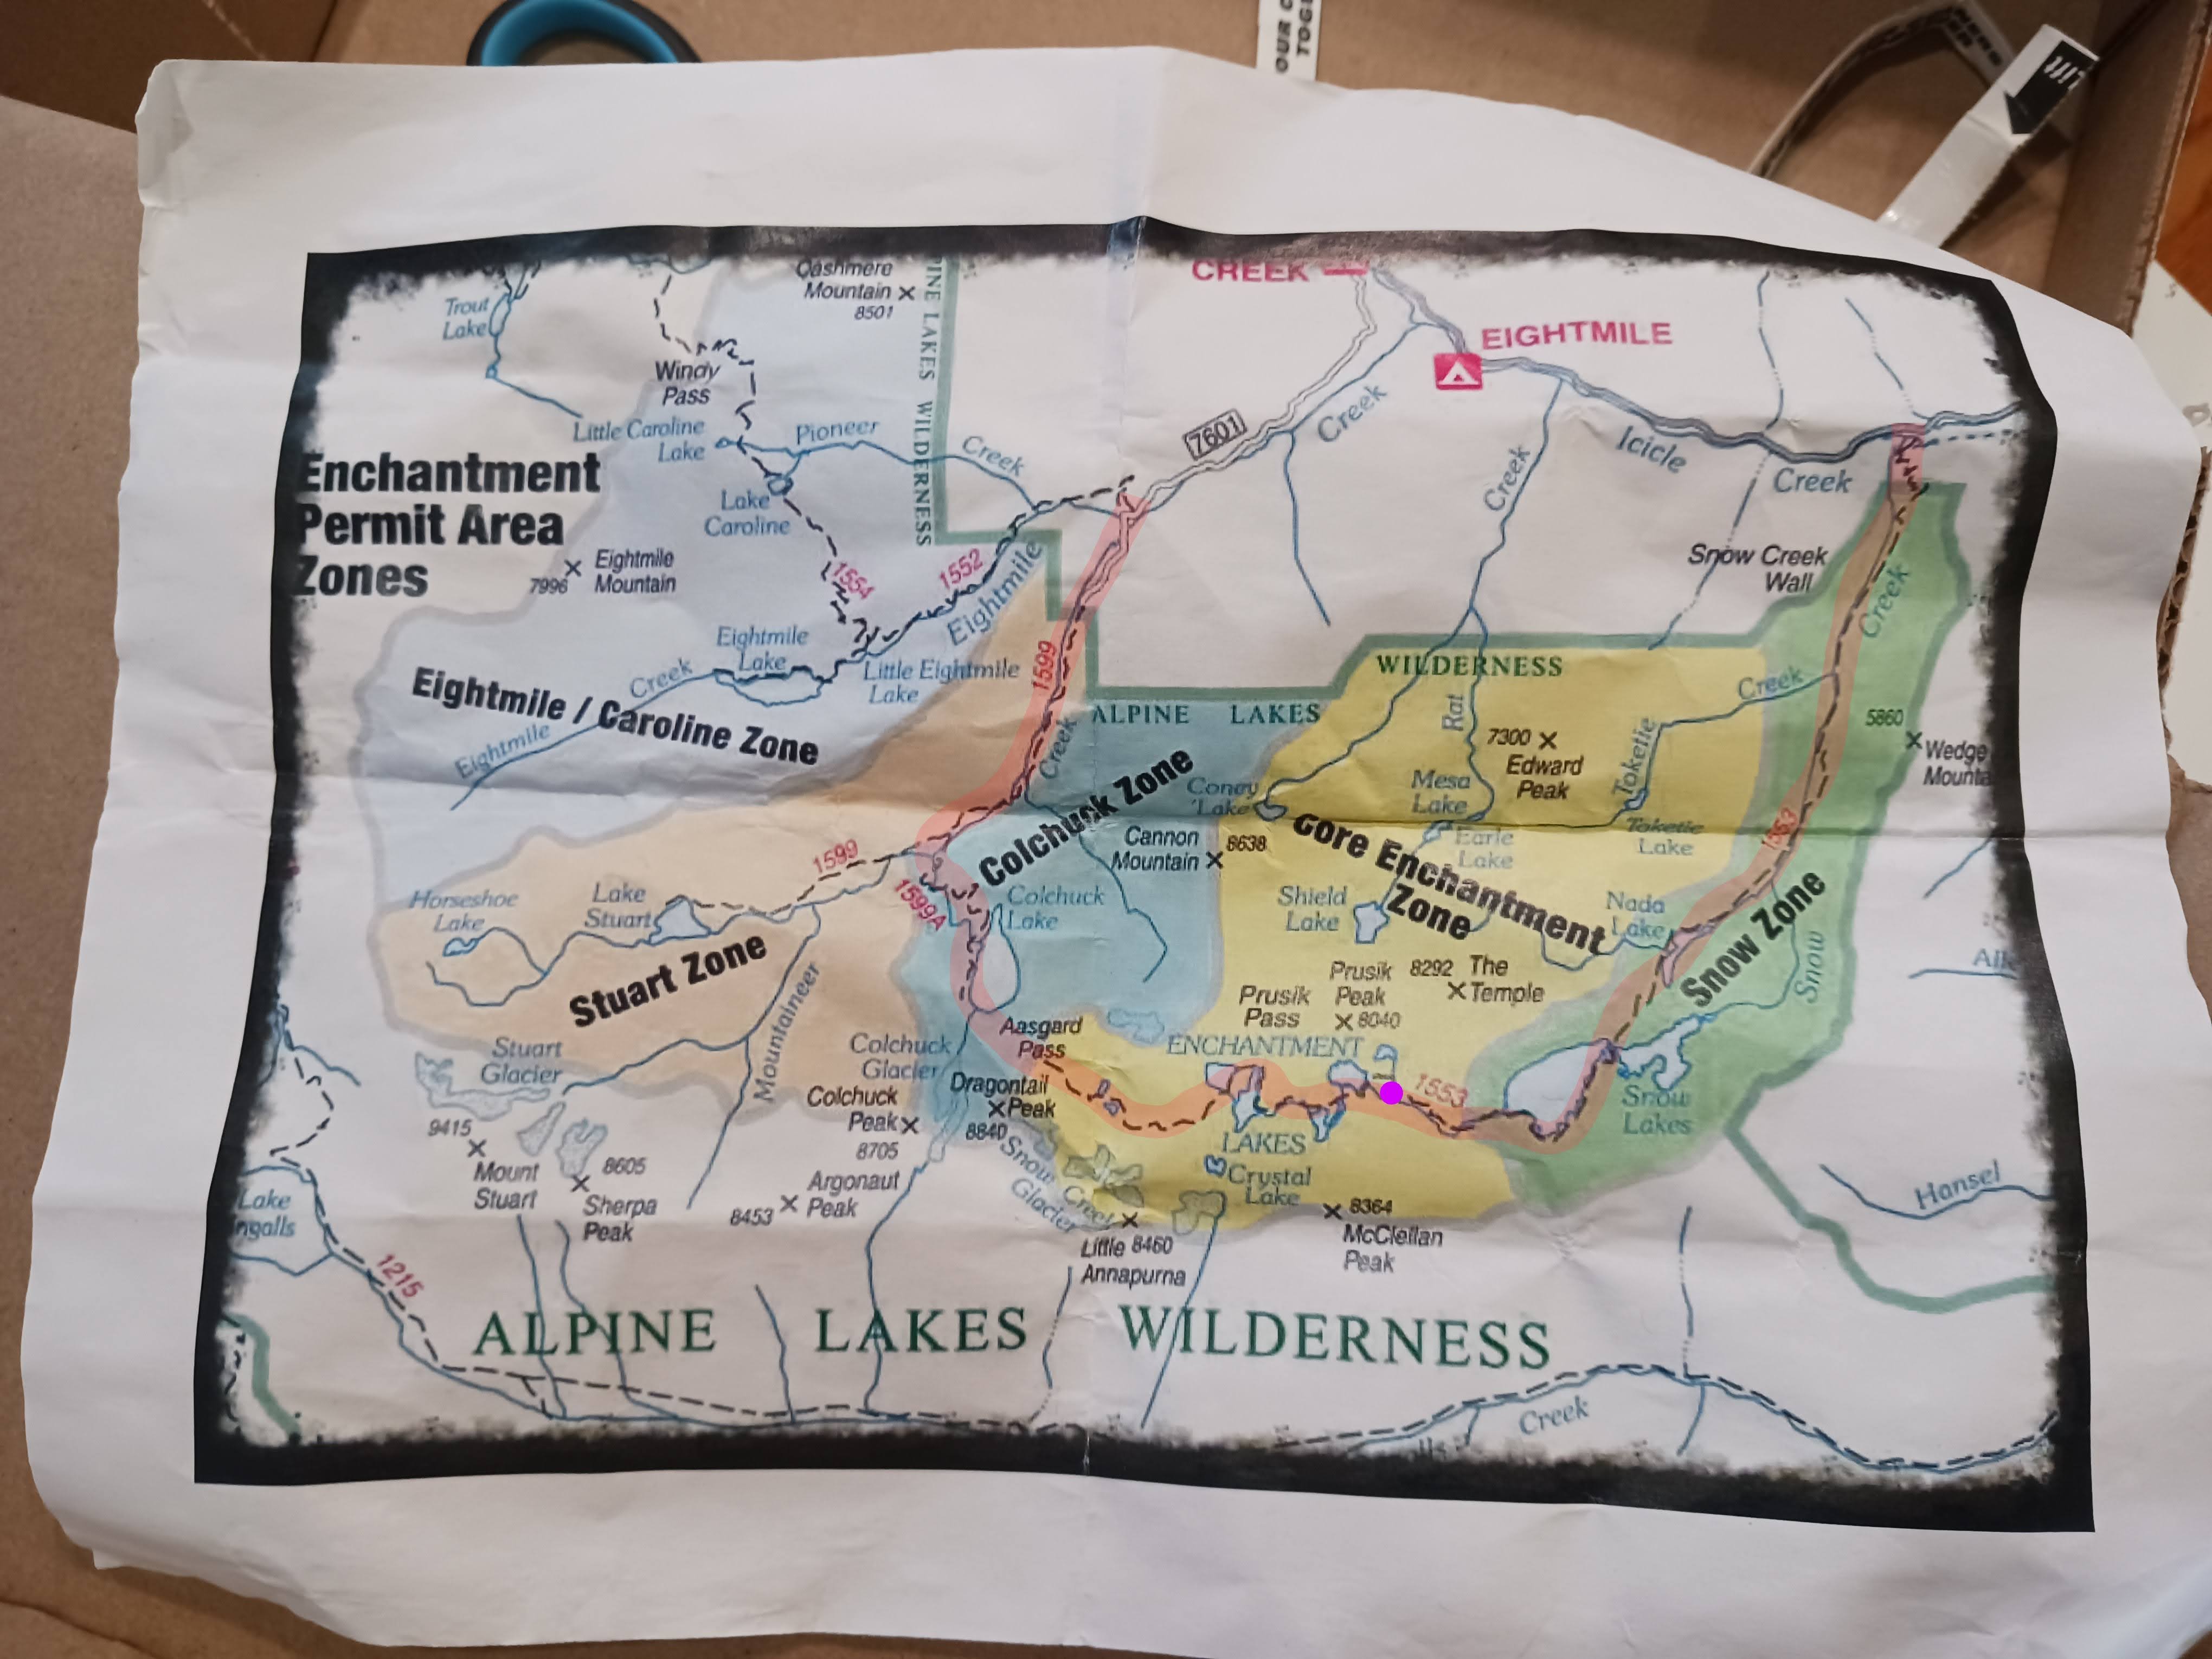 OUR C
TOGE
Lift
Cashmere
Mountain
8501
CREEK
Trout
Lake
EIGHTMILE
Windy
Pass
PINE LAKES WILDERNESS
Little Caroline
Lake
Pioneer
Creek
7601
Creek
Icicle
Creek
Creek
Enchantment
Permit Area
Zones
Lake
Caroline
Eightmile
Mountain
7996
1554
1552
Eightmile
Snow Creek
Wall
Creek
Eightmile
Lake
Little Eightmile
Lake
Creek
Eightmile
Eightmile / Caroline Zone
1599
Creek
WILDERNESS
ALPINE LAKES
Rat
Creek
Toketie
5860
Wedge
Mounta
7300
Edward
Peak
Mesa
Lake
Coney
Lake
Colchuck Zone
Cannon
Mountain
8638
Core Enchantment
Zone
Earle
Lake
Toketie
Lake
1553
1599
1599A
Horseshoe
Lake
Lake
Stuart
Colchuck
Lake
Shield
Lake
Nada
Lake
Snow Zone
Snow
Stuart Zone
Mountaineer
Prusik
Pass
Prusik
Peak
8040
8292
The
Temple
Aasgard
Pass
ENCHANTMENT
LAKES
1553
Stuart
Glacier
Colchuck
Glacier
Dragontail
Peak
8840
Colchuck
Peak
8705
Snow
Lakes
9415
Mount
Stuart
8605
Sherpa
Peak
Argonaut
Peak
8453
Snow Creek
Glacier
Crystal
Lake
8364
McClellan
Peak
Little
Annapurna
8460
Hansel
Lake
ngalls
1215
ALPINE LAKES WILDERNESS
Creek